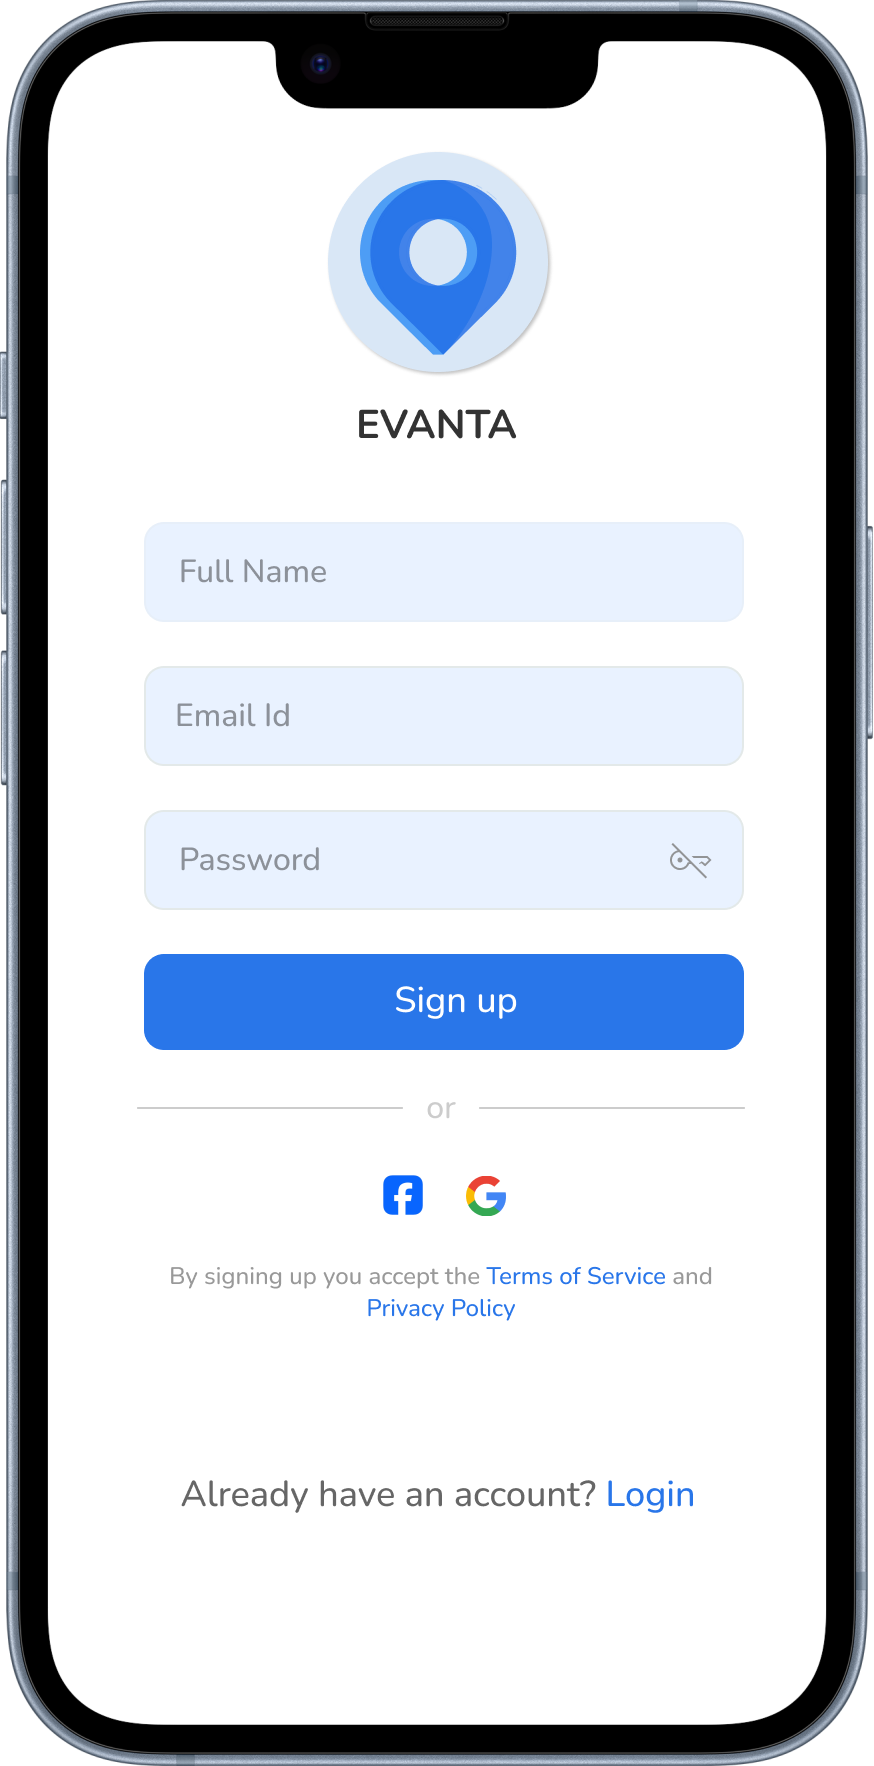 EVANTA
Full Name
Email Id
Password
Sign up
or
By signing up you accept the Terms of Service and
Privacy Policy
Already have an account? Login